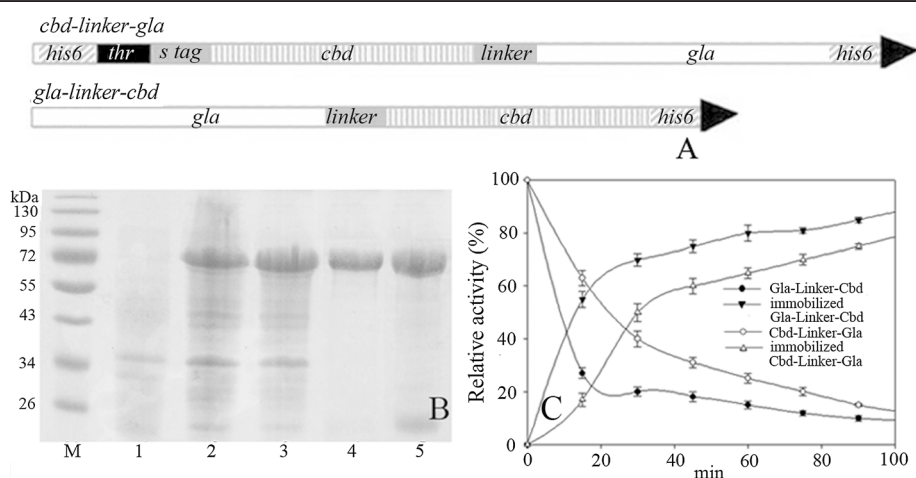 cbd-linker-gla
his6 thr s tag cbd linker gla his6
gla-linker-cbd
gla linker cbd his6
A
kDa
130
95
72
55
43
34
26
B
M 1 2 3 4 5
Relative activity (%)
100
80
60
40
20
0
Gla-Linker-Cbd
immobilized
Gla-Linker-Cbd
Cbd-Linker-Gla
immobilized
Cbd-Linker-Gla
C
0 20 40 60 80 100
min